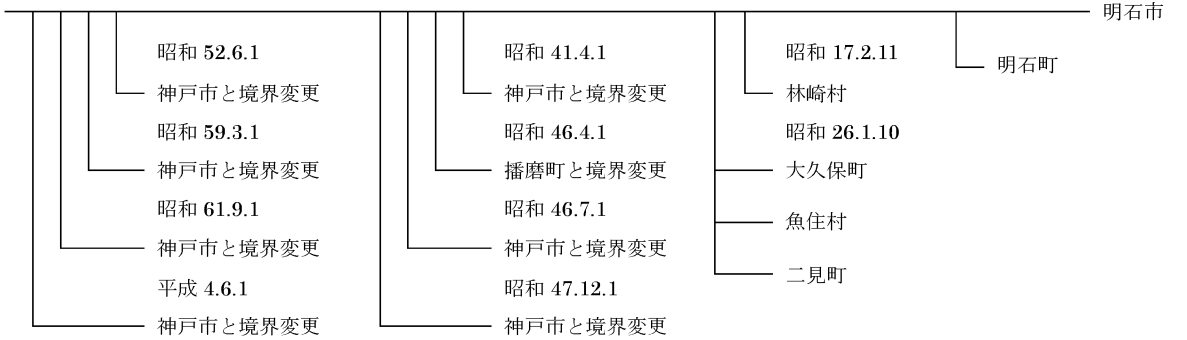 明石市
明石町
昭和 17.2.11
林崎村
昭和 26.1.10
大久保町
魚住村
二見町
昭和 41.4.1
神戸市と境界変更
昭和 46.4.1
播磨町と境界変更
昭和 46.7.1
神戸市と境界変更
昭和 47.12.1
神戸市と境界変更
昭和 52.6.1
神戸市と境界変更
昭和 59.3.1
神戸市と境界変更
昭和 61.9.1
神戸市と境界変更
平成 4.6.1
神戸市と境界変更